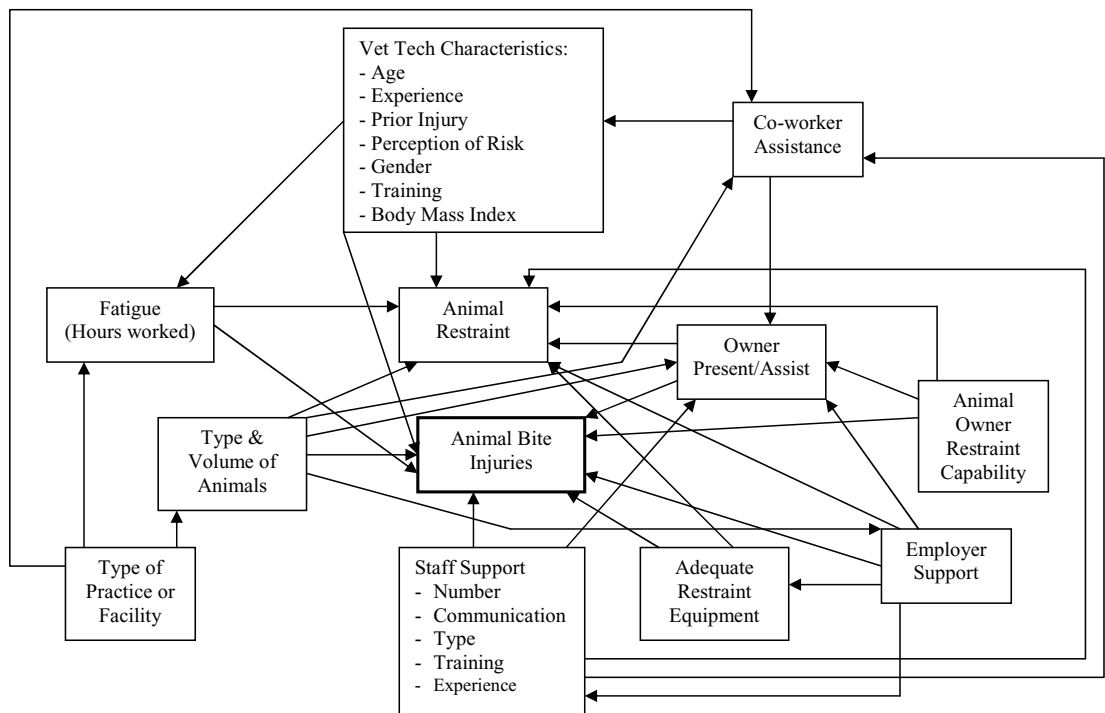 Vet Tech Characteristics:
- Age
- Experience
- Prior Injury
- Perception of Risk
- Gender
- Training
- Body Mass Index
Co-worker
Assistance
Fatigue
(Hours worked)
Animal
Restraint
Owner
Present/Assist
Animal
Owner
Restraint
Capability
Type &
Volume of
Animals
Animal Bite
Injuries
Type of
Practice or
Facility
Staff Support
- Number
- Communication
- Type
- Training
- Experience
Adequate
Restraint
Equipment
Employer
Support